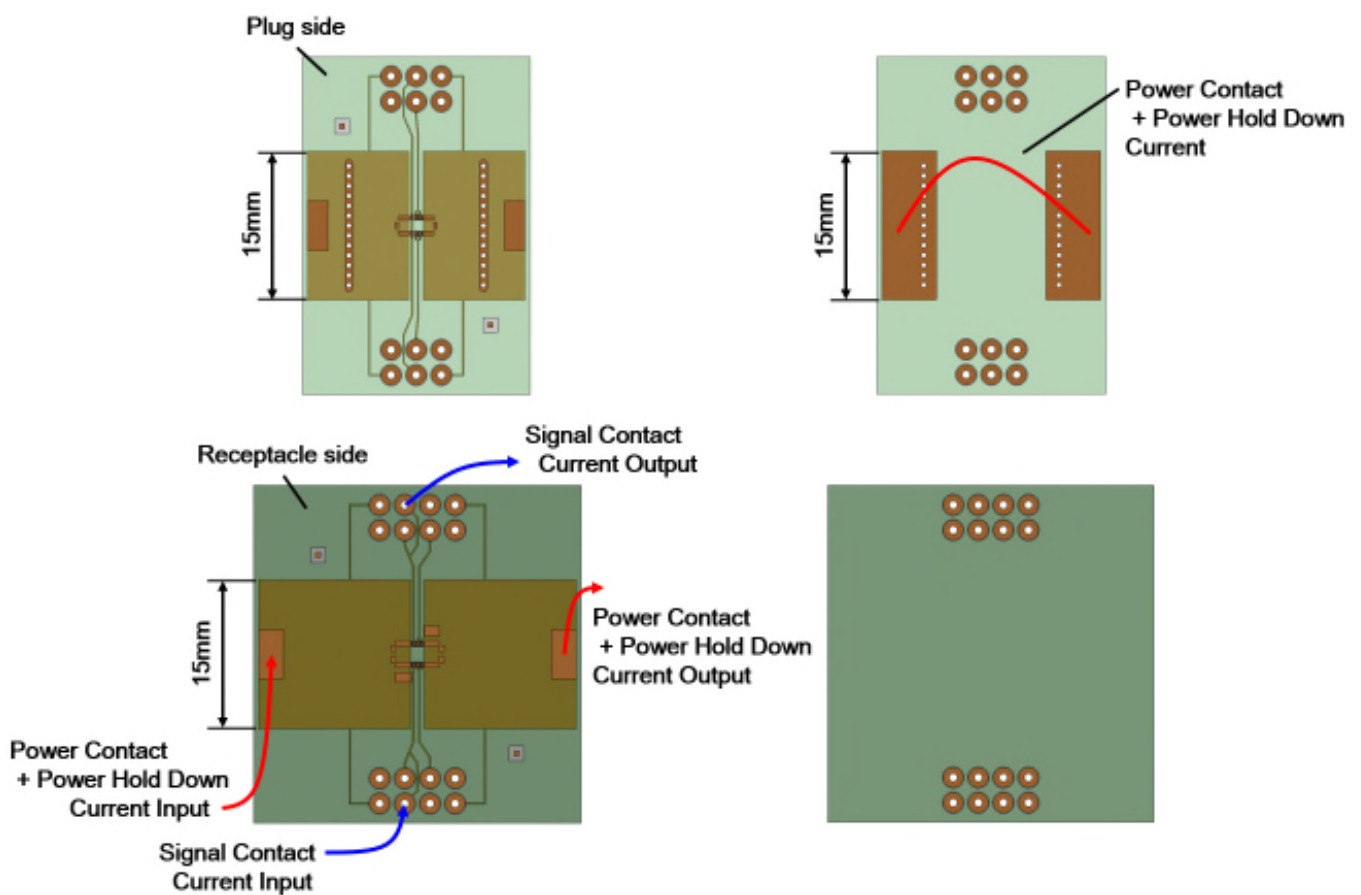 Plug side
15mm
Power Contact
+ Power Hold Down
Current
15mm
Receptacle side
Signal Contact
Current Output
15mm
Power Contact
+ Power Hold Down
Current Output
Power Contact
+ Power Hold Down
Current Input
Signal Contact
Current Input